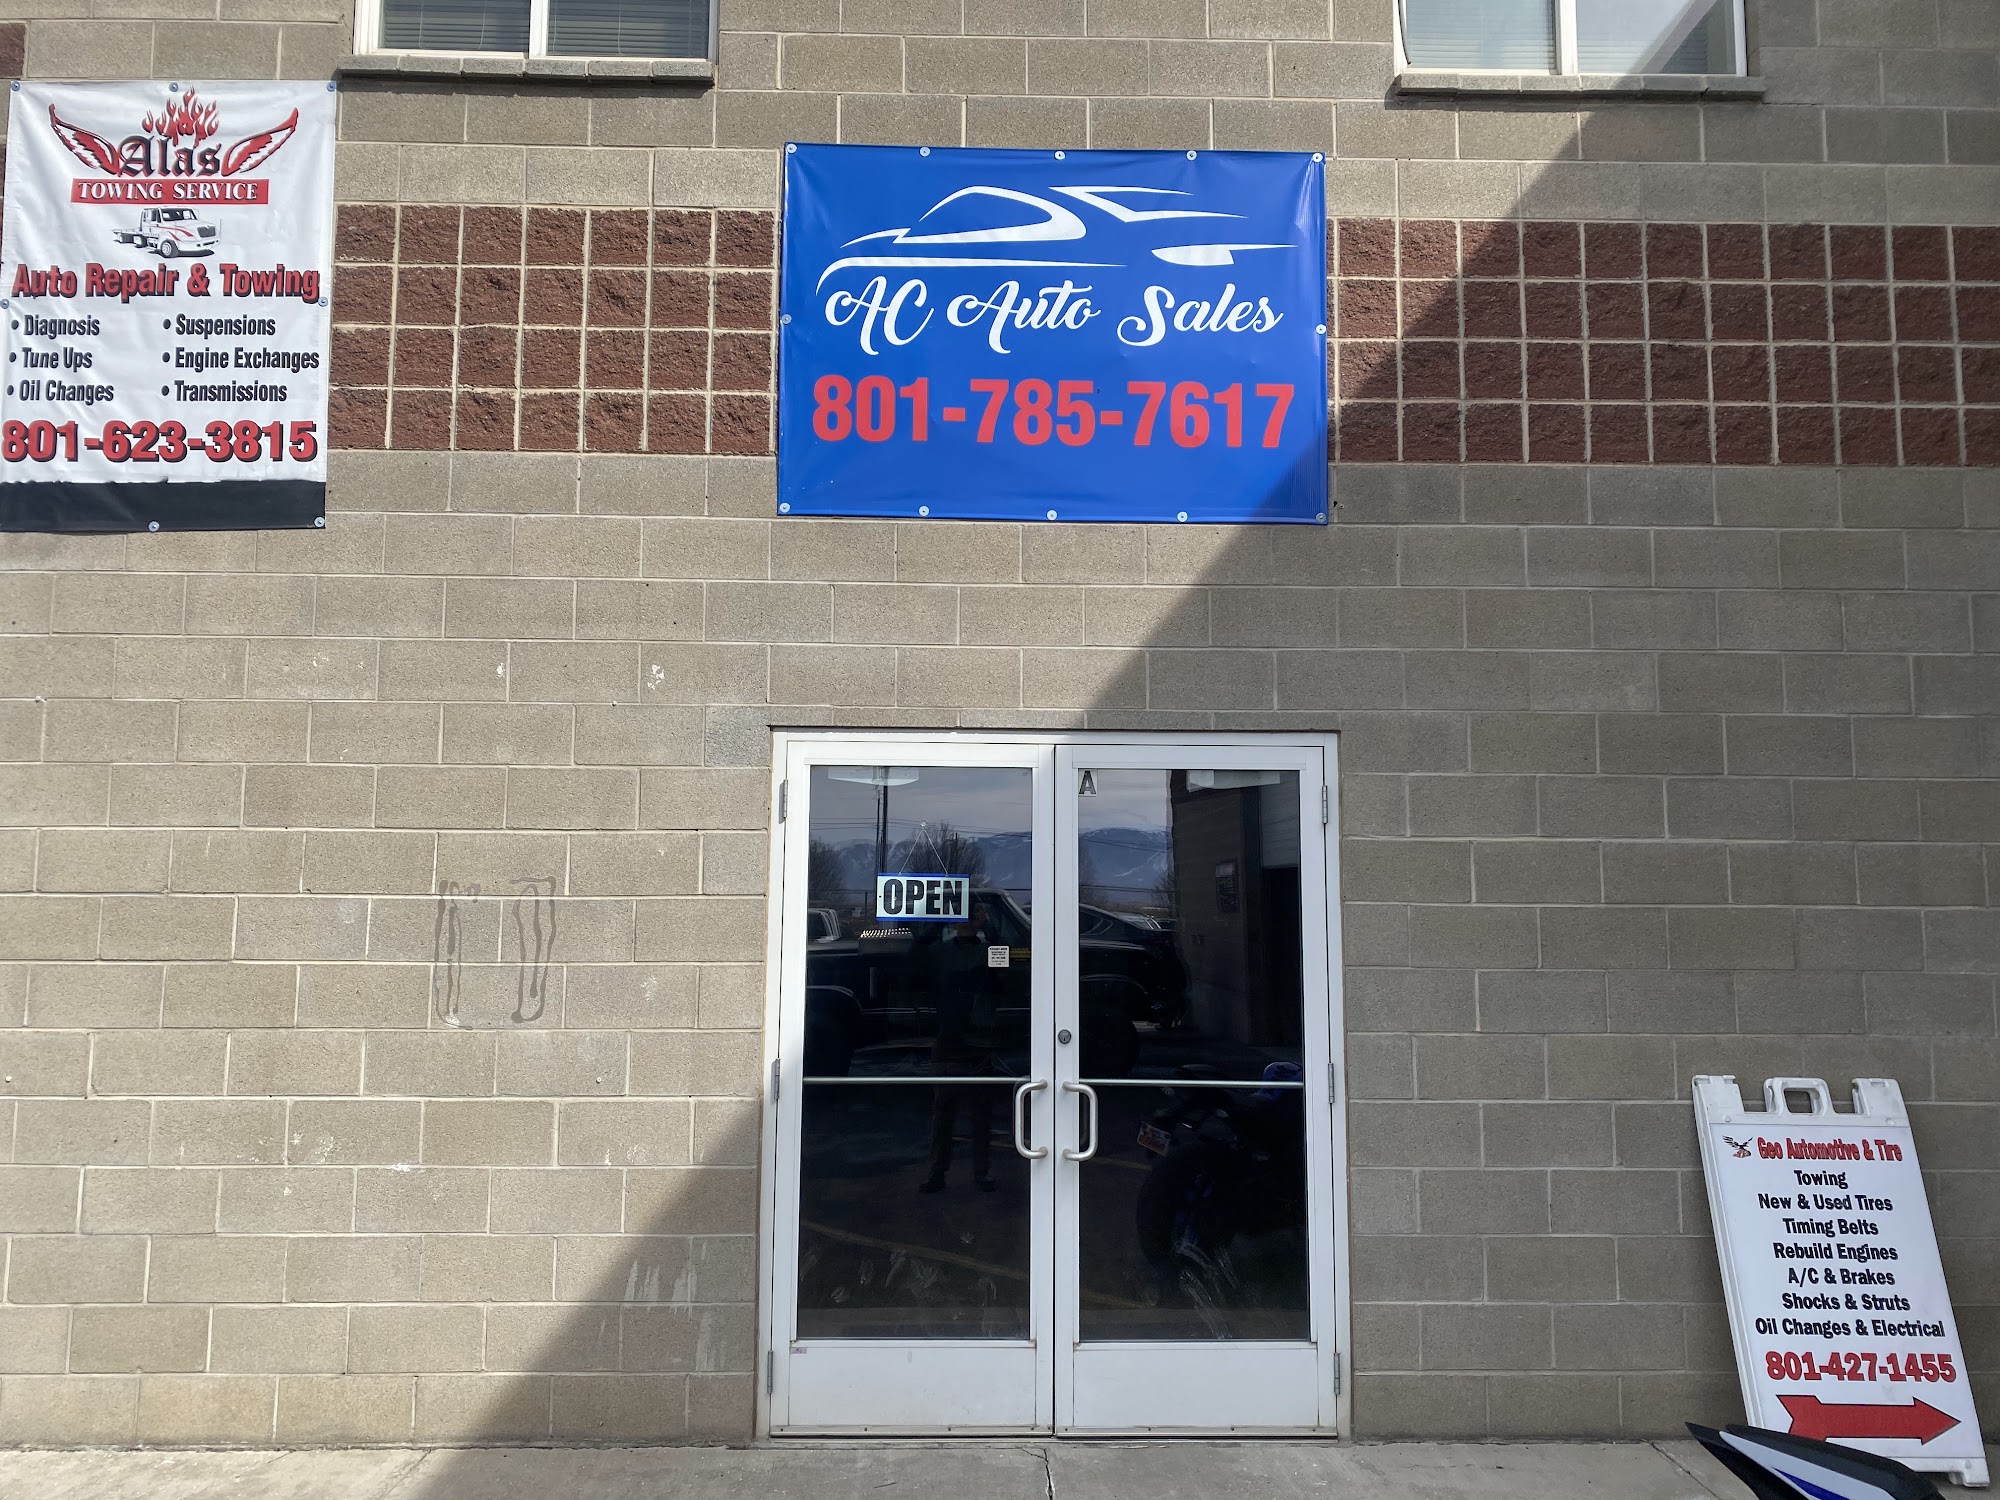 Alas
TOWING SERVICE
Auto Repair & Towing
• Diagnosis
• Tune Ups
• Oil Changes
• Suspensions
• Engine Exchanges
• Transmissions
801-623-3815
AC Auto Sales
801-785-7617
A
OPEN
Geo Automotive & Tire
Towing
New & Used Tires
Timing Belts
Rebuild Engines
A/C & Brakes
Shocks & Struts
Oil Changes & Electrical
801-427-1455